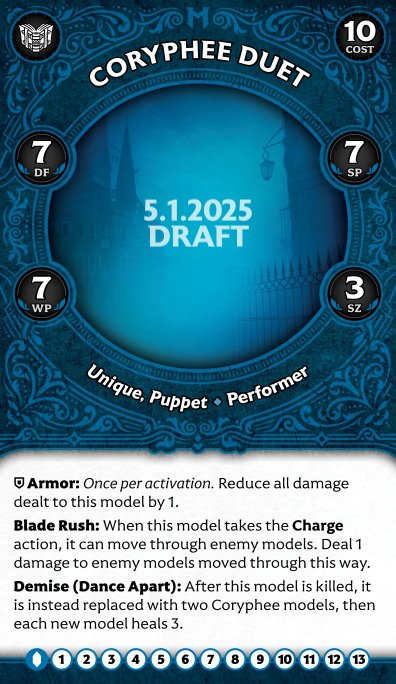 10
COST
CORYPHEE DUET
7
DF
7
SP
5.1.2025
DRAFT
7
WP
3
SZ
Unique, Puppet ◆ Performer
Armor: Once per activation. Reduce all damage
dealt to this model by 1.
Blade Rush: When this model takes the Charge
action, it can move through enemy models. Deal 1
damage to enemy models moved through this way.
Demise (Dance Apart): After this model is killed, it
is instead replaced with two Coryphee models, then
each new model heals 3.
1 2 3 4 5 6 7 8 9 10 11 12 13